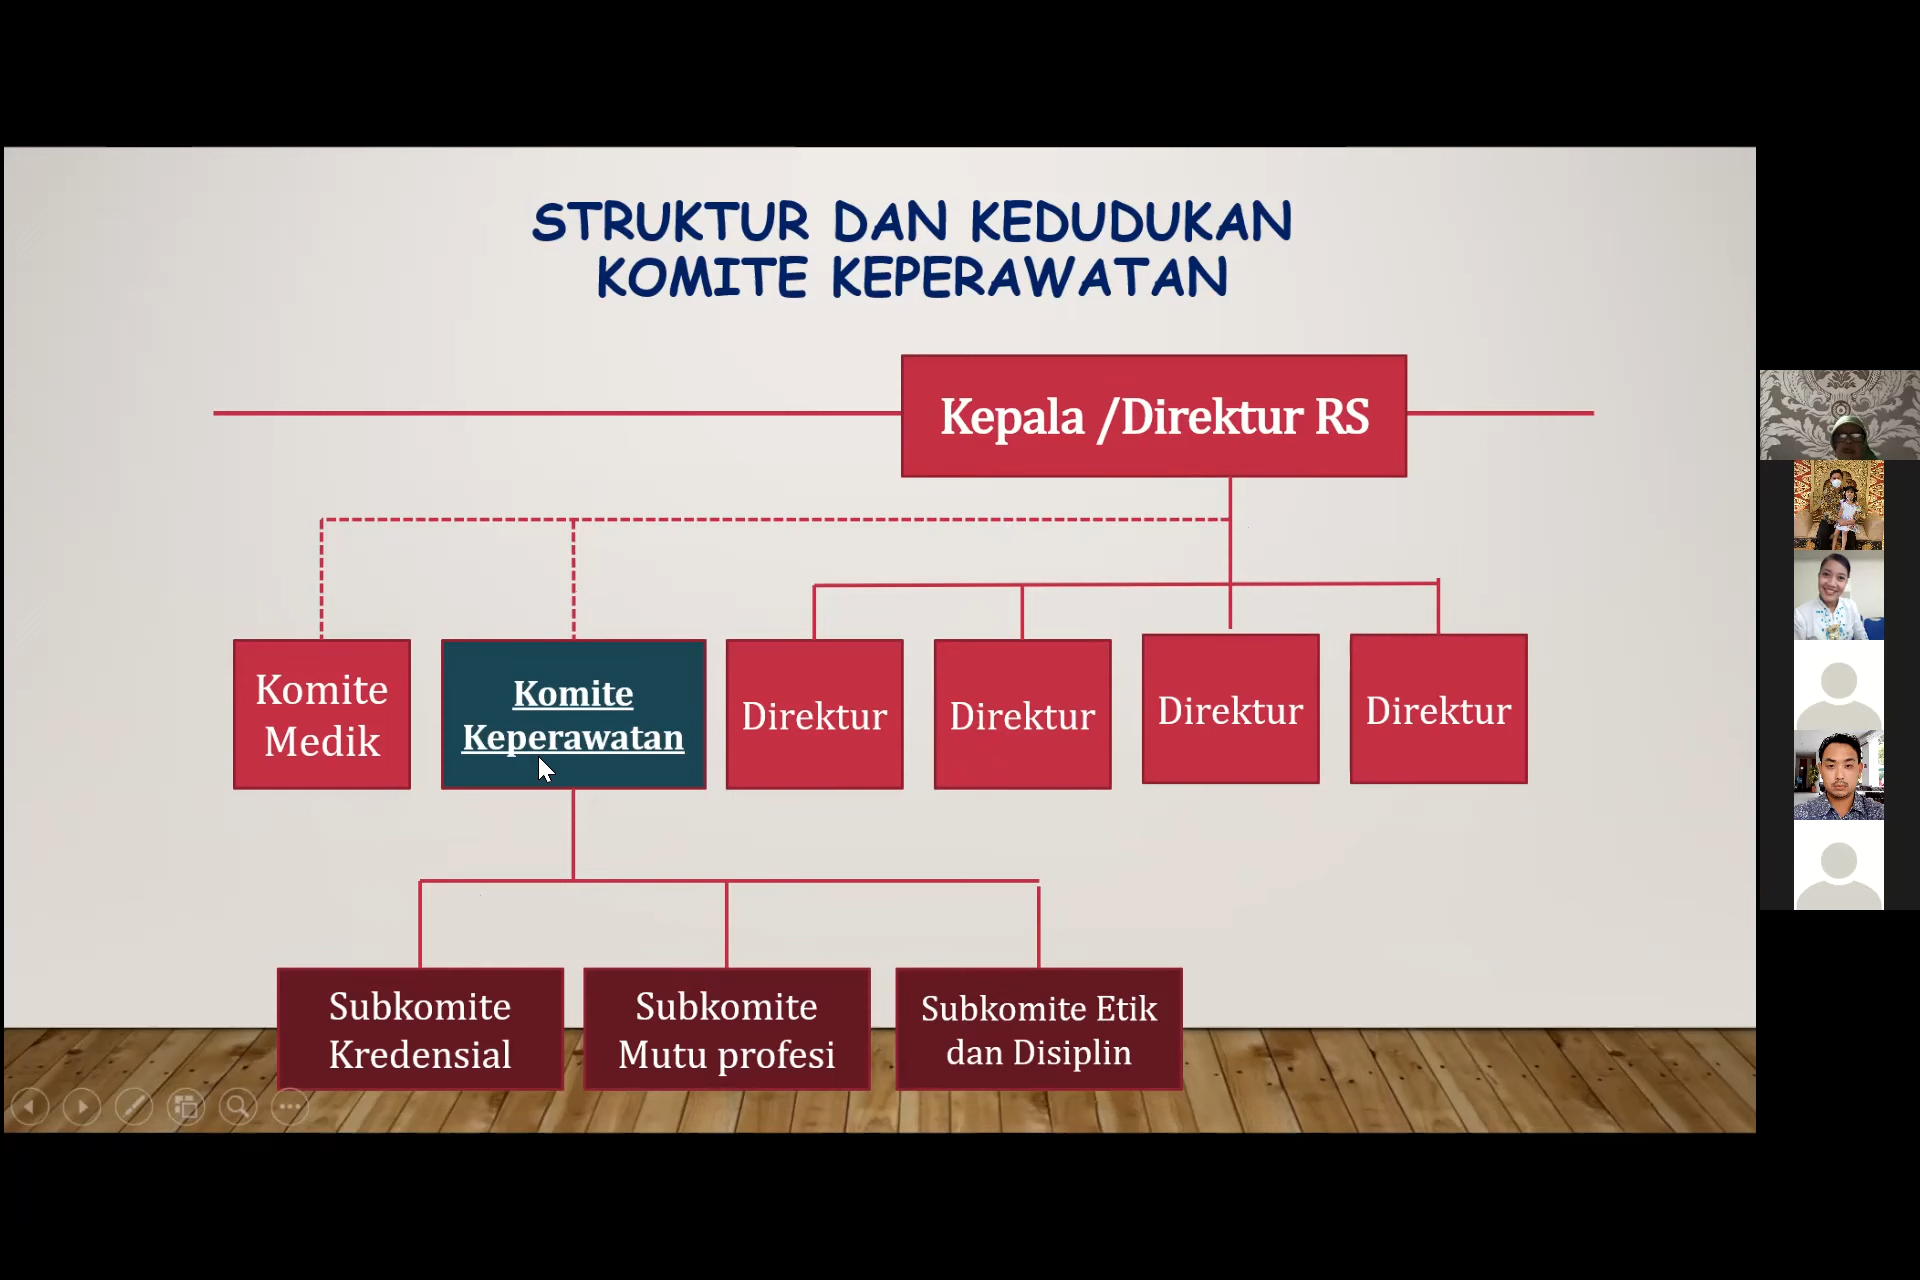 STRUKTUR DAN KEDUDUKAN
KOMITE KEPERAWATAN
Kepala /Direktur RS
Komite
Medik
Komite
Keperawatan
Direktur
Direktur
Direktur
Direktur
Subkomite
Kredensial
Subkomite
Mutu profesi
Subkomite Etik
dan Disiplin